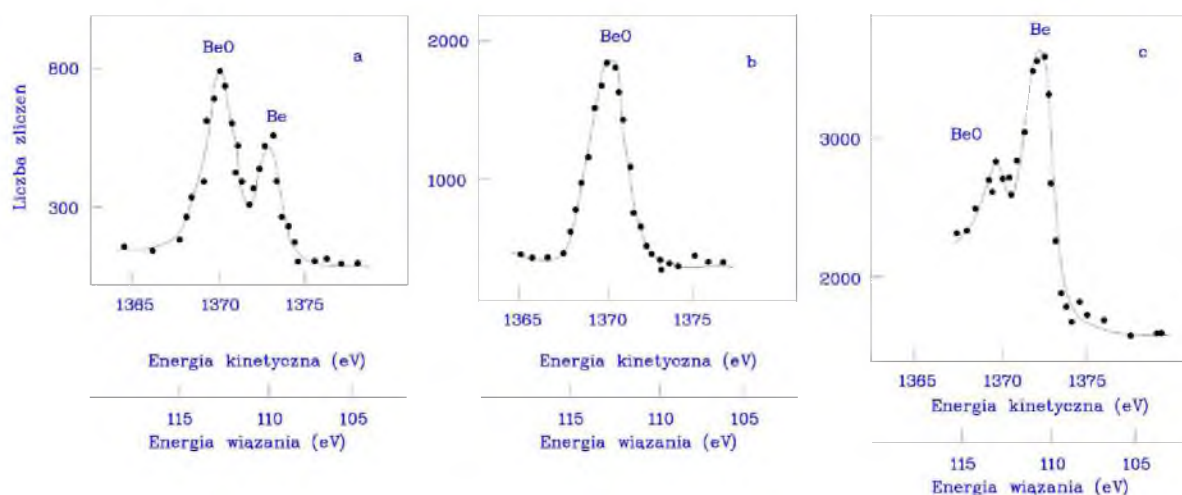 BeO
Be
a
800
300
Liczba zliczeń
1365 1370 1375
Energia kinetyczna (eV)
115 110 105
Energia wiązania (eV)
2000
BeO
b
1000
1365 1370 1375
Energia kinetyczna (eV)
115 110 105
Energia wiązania (eV)
Be
c
BeO
3000
2000
1365 1370 1375
Energia kinetyczna (eV)
115 110 105
Energia wiązania (eV)